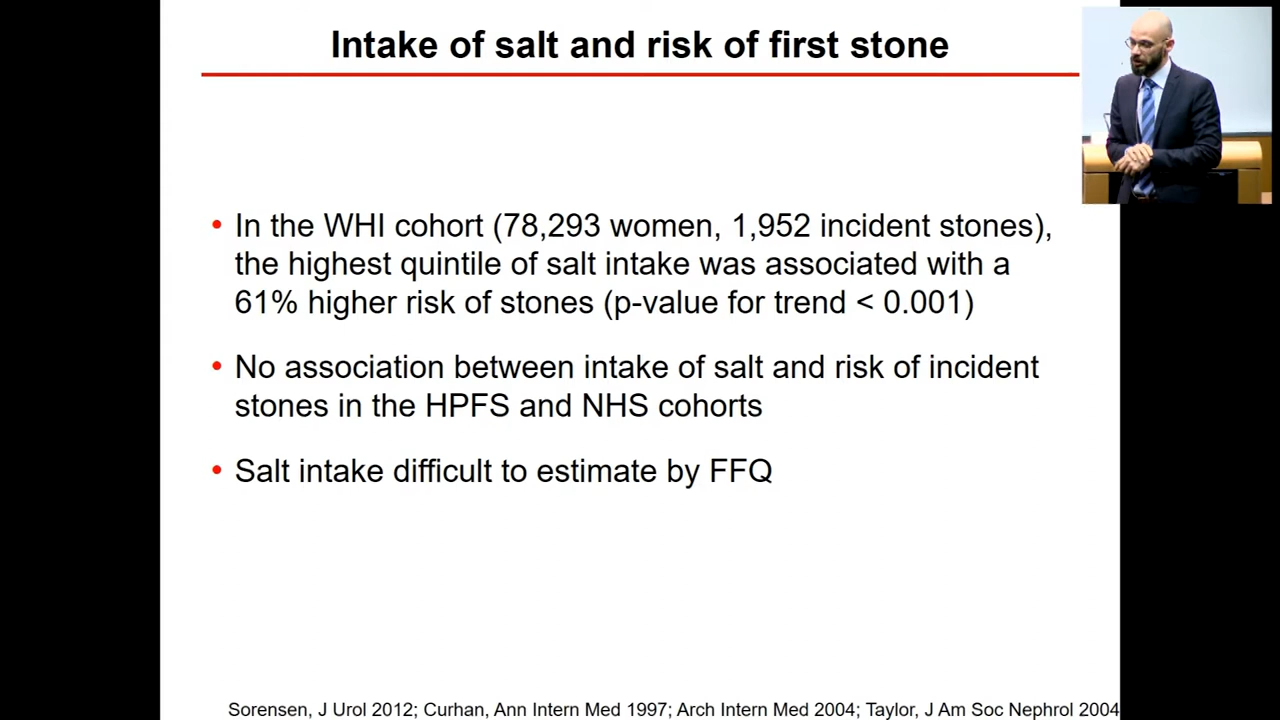 Intake of salt and risk of first stone
• In the WHI cohort (78,293 women, 1,952 incident stones),
the highest quintile of salt intake was associated with a
61% higher risk of stones (p-value for trend < 0.001)
• No association between intake of salt and risk of incident
stones in the HPFS and NHS cohorts
• Salt intake difficult to estimate by FFQ
Sorensen, J Urol 2012; Curhan, Ann Intern Med 1997; Arch Intern Med 2004; Taylor, J Am Soc Nephrol 2004